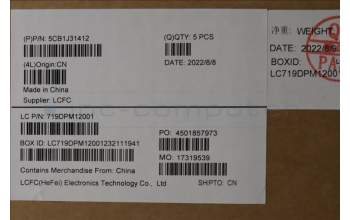 (P)P/N: 5CB1J31412
(Q)QTY: 5 PCS
(4L)Origin:CN
DATE: 2022/8/8
Made in China
Supplier: LCFC
净重: WEIGHT
DATE: 2022/8/
BOXID:
LC719DPM12001
LC P/N: 719DPM12001
PO: 4501857973
BOX ID: LC719DPM12001232111941
MO: 17319539
Contains Merchandise From: China
LCFC(HeFei) Electronics Technology Co., Ltd
SHIPTO: CN